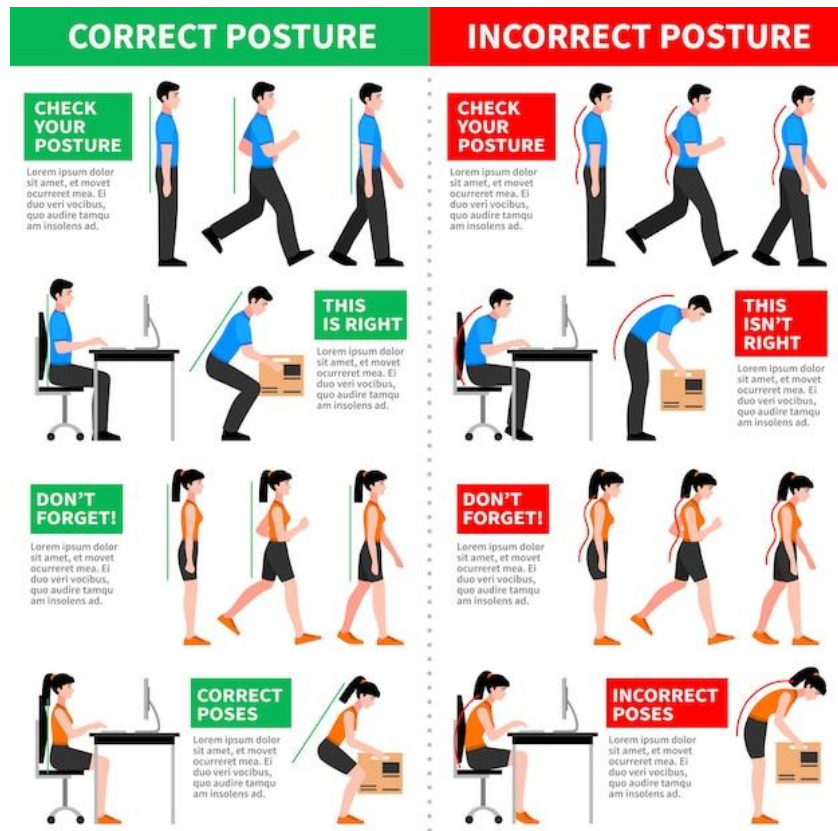 CORRECT POSTURE
INCORRECT POSTURE
CHECK
YOUR
POSTURE
Lorem ipsum dolor
sit amet, et movet
ocurreret mea. Ei
duo veri vocibus,
quo audire tamqu
am insolens ad.
CHECK
YOUR
POSTURE
Lorem ipsum dolor
sit amet, et movet
ocurreret mea. Ei
duo veri vocibus,
quo audire tamqu
am insolens ad.
THIS
IS RIGHT
Lorem ipsum dolor
sit amet, et movet
ocurreret mea. Ei
duo veri vocibus,
quo audire tamqu
am insolens ad.
THIS
ISN'T
RIGHT
Lorem ipsum dolor
sit amet, et movet
ocurreret mea. Ei
duo veri vocibus,
quo audire tamqu
am insolens ad.
DON'T
FORGET!
Lorem ipsum dolor
sit amet, et movet
ocurreret mea. Ei
duo veri vocibus,
quo audire tamqu
am insolens ad.
DON'T
FORGET!
Lorem ipsum dolor
sit amet, et movet
ocurreret mea. Ei
duo veri vocibus,
quo audire tamqu
am insolens ad.
CORRECT
POSES
Lorem ipsum dolor
sit amet, et movet
ocurreret mea. Ei
duo veri vocibus,
quo audire tamqu
am insolens ad.
INCORRECT
POSES
Lorem ipsum dolor
sit amet, et movet
ocurreret mea. Ei
duo veri vocibus,
quo audire tamqu
am insolens ad.